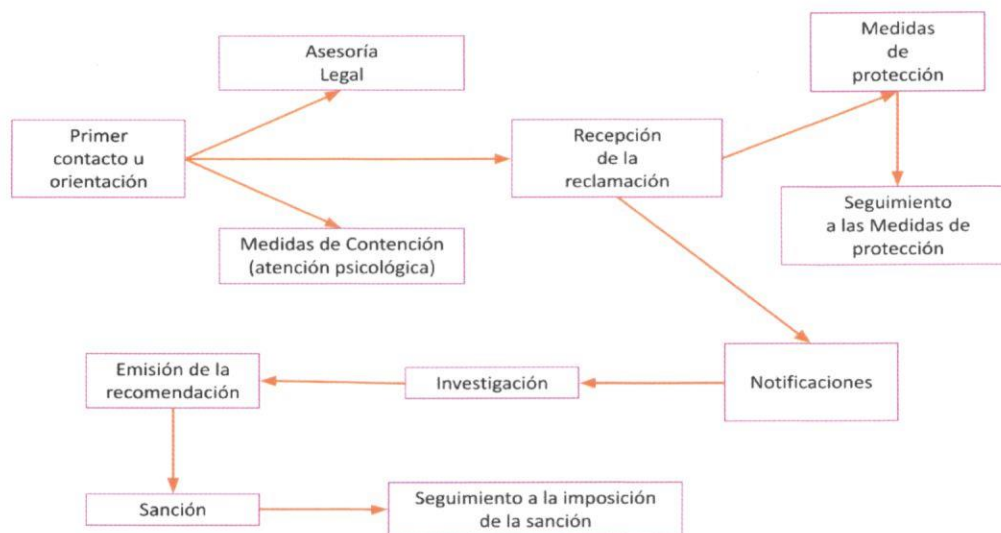 Primer
contacto u
orientación
Asesoría
Legal
Medidas de Contención
(atención psicológica)
Recepción
de la
reclamación
Medidas
de
protección
Seguimiento
a las Medidas de
protección
Notificaciones
Investigación
Emisión de la
recomendación
Sanción
Seguimiento a la imposición
de la sanción